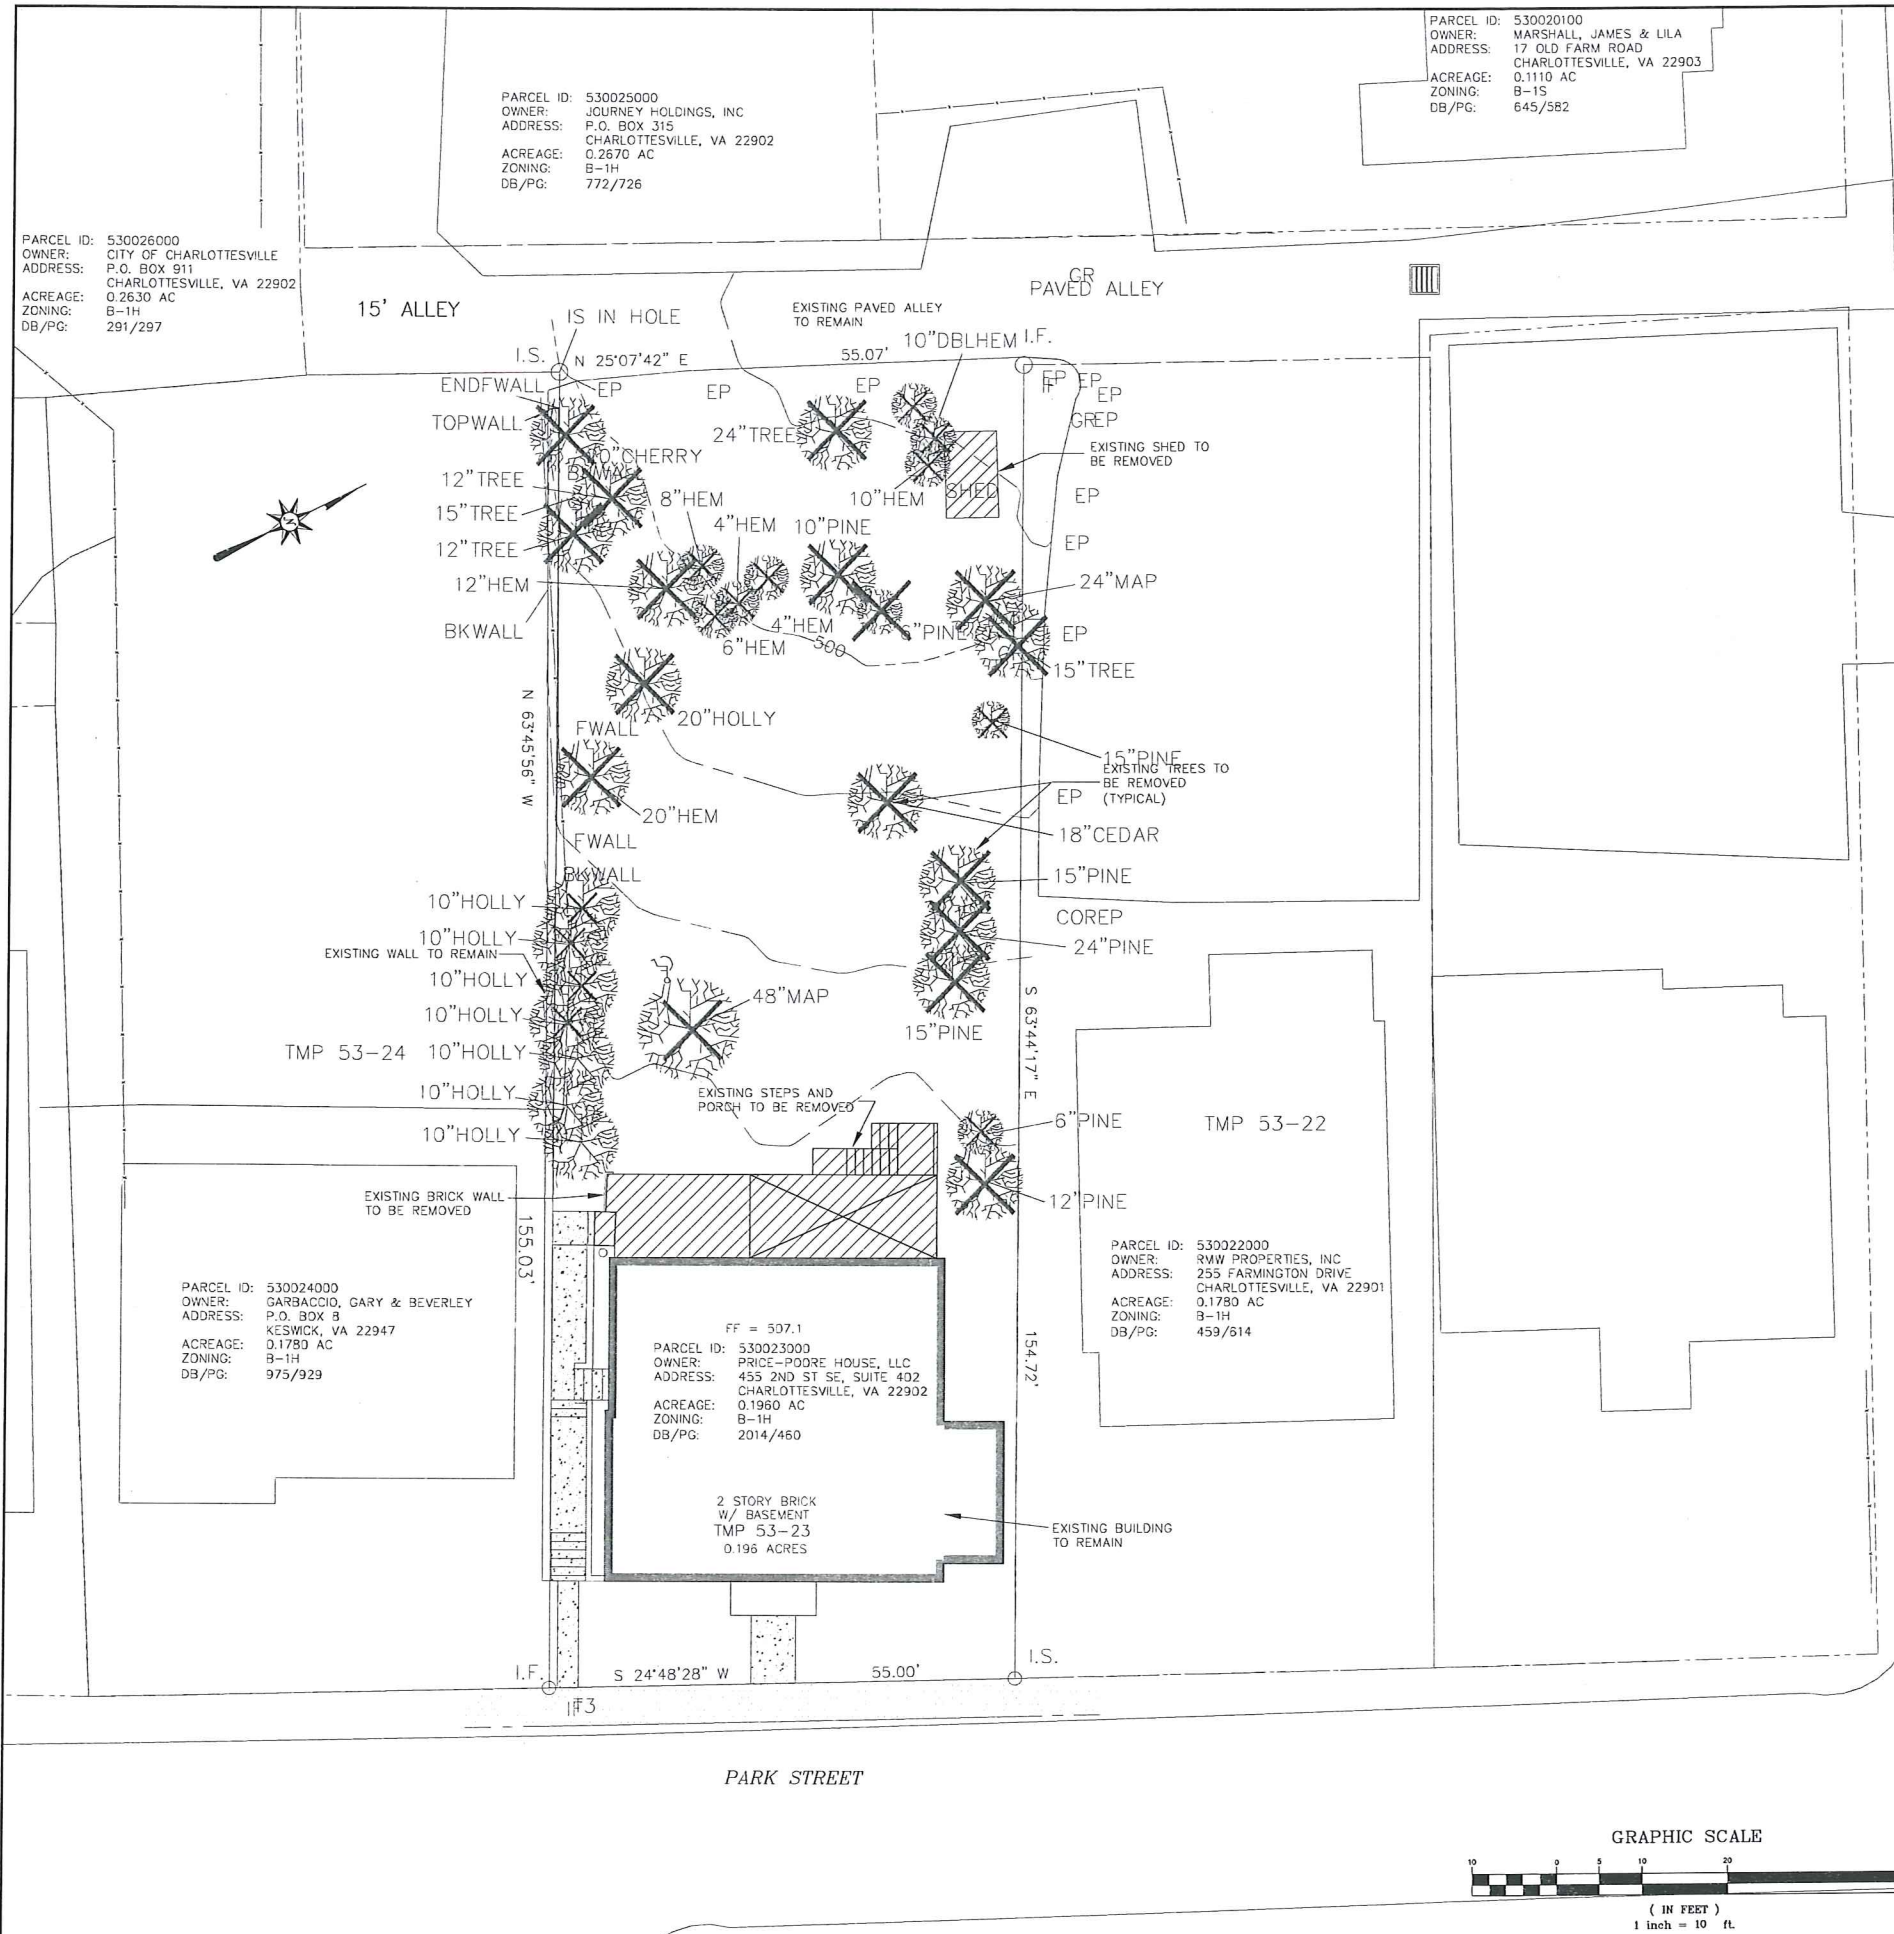 PARCEL ID: 530020100
OWNER: MARSHALL, JAMES & LILA
ADDRESS: 17 OLD FARM ROAD
CHARLOTTESVILLE, VA 22903
ACREAGE: 0.1110 AC
ZONING: B-1S
DB/PG: 645/582
PARCEL ID: 530025000
OWNER: JOURNEY HOLDINGS, INC
ADDRESS: P.O. BOX 315
CHARLOTTESVILLE, VA 22902
ACREAGE: 0.2670 AC
ZONING: B-1H
DB/PG: 772/726
PARCEL ID: 530026000
OWNER: CITY OF CHARLOTTESVILLE
ADDRESS: P.O. BOX 911
CHARLOTTESVILLE, VA 22902
ACREAGE: 0.2630 AC
ZONING: B-1H
DB/PG: 291/297
15' ALLEY
GR
PAVED ALLEY
EXISTING PAVED ALLEY
TO REMAIN
IS IN HOLE
I.S.
N 25°07'42" E
55.07'
10"DBLHEM
I.F.
ENDFWALL
EP
EP
EP
EP
EP
EP
IF
GR
EP
TOPWALL
24"TREE
EXISTING SHED TO
BE REMOVED
CHERRY
12"TREE
8"HEM
10"HEM
SHED
EP
15"TREE
4"HEM
10"PINE
12"TREE
EP
12"HEM
24"MAP
BKWALL
4"HEM
6"HEM
500
PINE
EP
15"TREE
20"HOLLY
N 63°45'56" W
FWALL
15"PINE
EXISTING TREES TO
BE REMOVED
(TYPICAL)
EP
20"HEM
18"CEDAR
FWALL
BKWALL
15"PINE
10"HOLLY
COREP
10"HOLLY
24"PINE
EXISTING WALL TO REMAIN
10"HOLLY
48"MAP
10"HOLLY
15"PINE
S 63°44'17" E
TMP 53-24
10"HOLLY
10"HOLLY
EXISTING STEPS AND
PORCH TO BE REMOVED
6"PINE
TMP 53-22
10"HOLLY
EXISTING BRICK WALL
TO BE REMOVED
12"PINE
155.03'
PARCEL ID: 530022000
OWNER: RMW PROPERTIES, INC
ADDRESS: 255 FARMINGTON DRIVE
CHARLOTTESVILLE, VA 22901
ACREAGE: 0.1780 AC
ZONING: B-1H
DB/PG: 459/614
PARCEL ID: 530024000
OWNER: GARBACCIO, GARY & BEVERLEY
ADDRESS: P.O. BOX 8
KESWICK, VA 22947
ACREAGE: 0.1780 AC
ZONING: B-1H
DB/PG: 975/929
FF = 507.1
PARCEL ID: 530023000
OWNER: PRICE-POORE HOUSE, LLC
ADDRESS: 455 2ND ST SE, SUITE 402
CHARLOTTESVILLE, VA 22902
ACREAGE: 0.1960 AC
ZONING: B-1H
DB/PG: 2014/460
154.72'
2 STORY BRICK
W/ BASEMENT
TMP 53-23
0.196 ACRES
EXISTING BUILDING
TO REMAIN
I.F.
S 24°48'28" W
55.00'
I.S.
PARK STREET
GRAPHIC SCALE
10 0 5 10 20
( IN FEET )
1 inch = 10 ft.